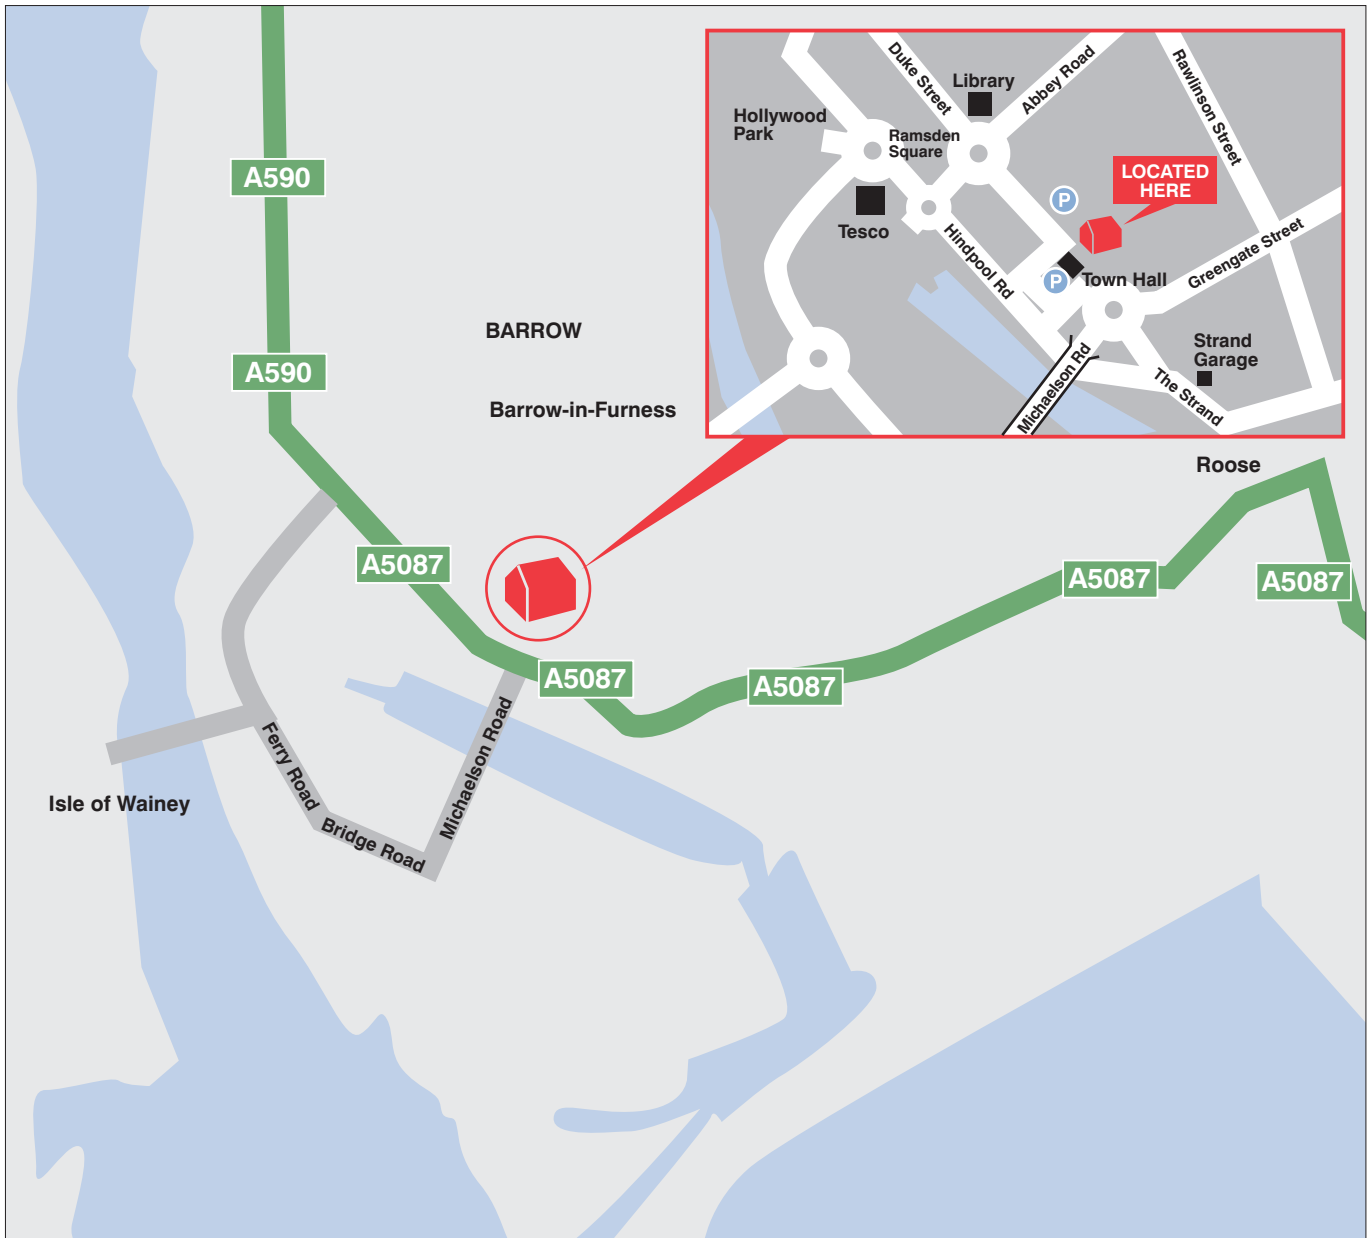 Duke Street
Library
Abbey Road
Rawlinson Street
Hollywood
Park
Ramsden
Square
LOCATED
HERE
P
Tesco
Hindpool Rd
Greengate Street
P
Town Hall
Strand
Garage
Michaelson Rd
The Strand
A590
BARROW
A590
Barrow-in-Furness
Roose
A5087
A5087
A5087
A5087
A5087
Ferry Road
Michaelson Road
Isle of Wainey
Bridge Road